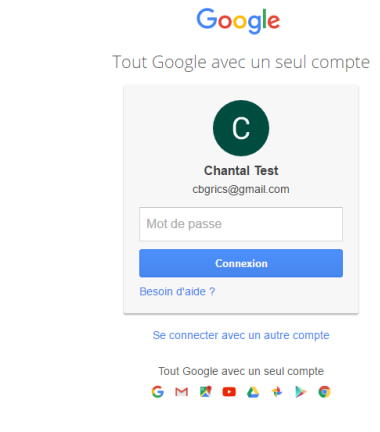 Google
Tout Google avec un seul compte
C
Chantal Test
cbgrics@gmail.com
Mot de passe
Connexion
Besoin d'aide ?
Se connecter avec un autre compte
Tout Google avec un seul compte